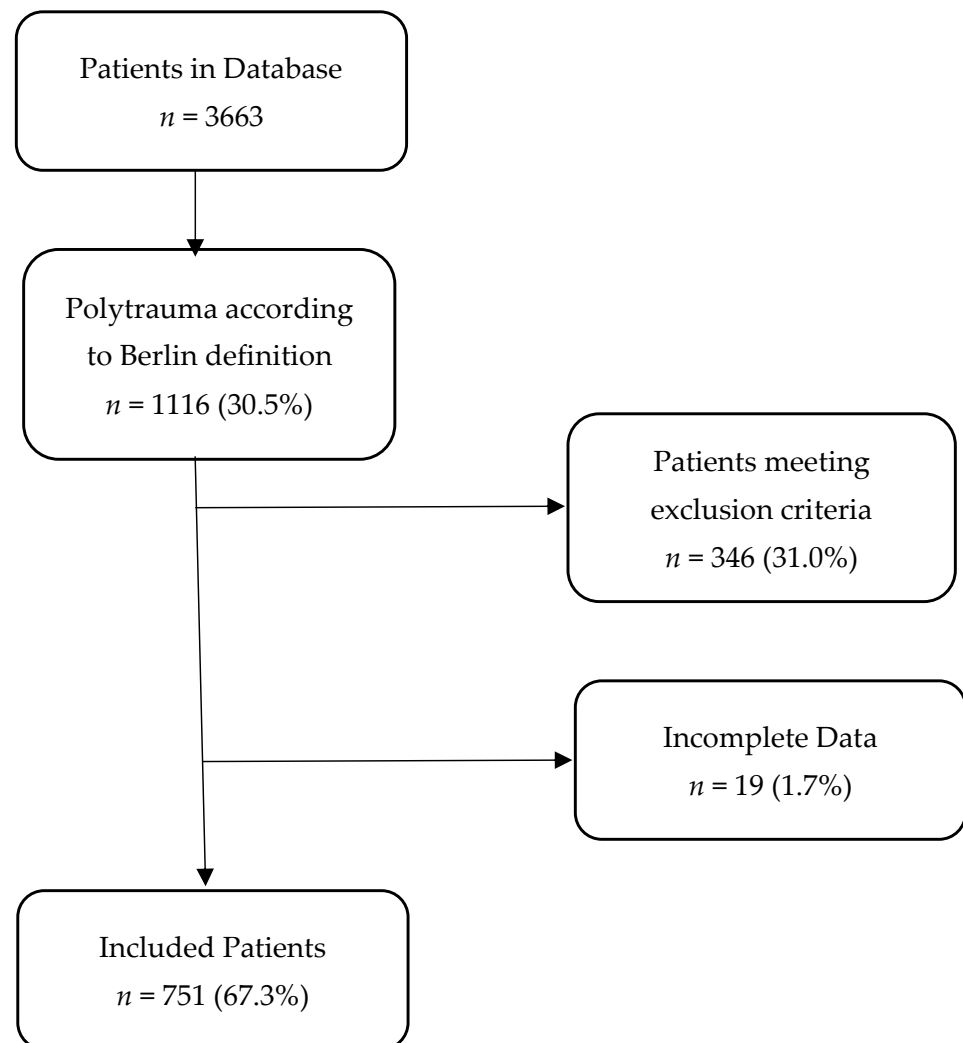 Patients in Database
n = 3663
Polytrauma according
to Berlin definition
n = 1116 (30.5%)
Patients meeting
exclusion criteria
n = 346 (31.0%)
Incomplete Data
n = 19 (1.7%)
Included Patients
n = 751 (67.3%)